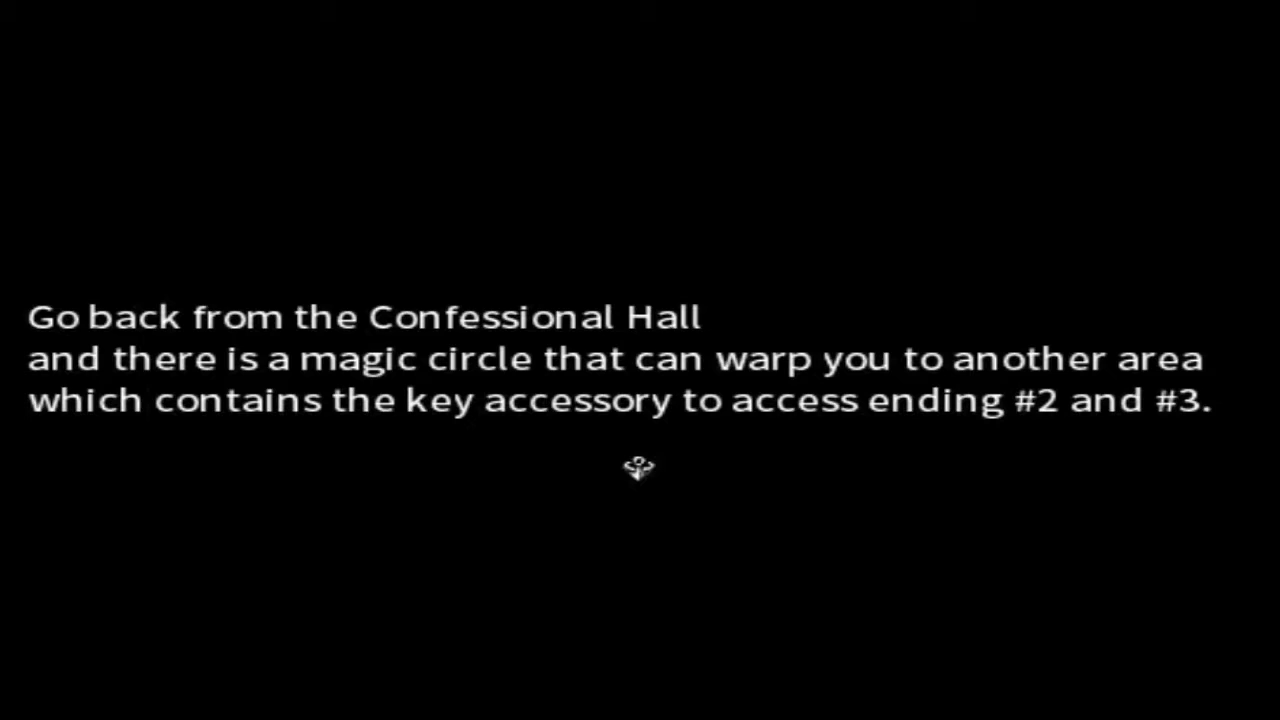 Go back from the Confessional Hall
and there is a magic circle that can warp you to another area
which contains the key accessory to access ending #2 and #3.